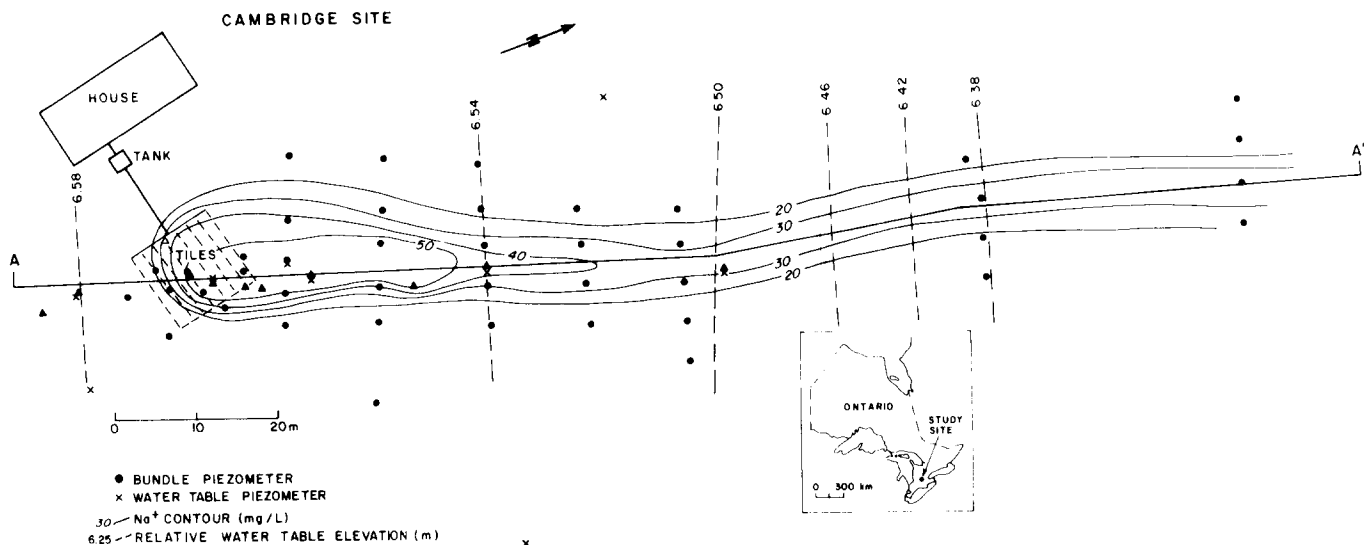 CAMBRIDGE SITE
HOUSE
TANK
TILES
A
A'
6.58
6.54
6.50
6.46
6.42
6.38
50
40
30
20
30
20
0 10 20m
BUNDLE PIEZOMETER
× WATER TABLE PIEZOMETER
30 Na⁺ CONTOUR (mg/L)
6.25 RELATIVE WATER TABLE ELEVATION (m)
ONTARIO
STUDY
SITE
0 300 km